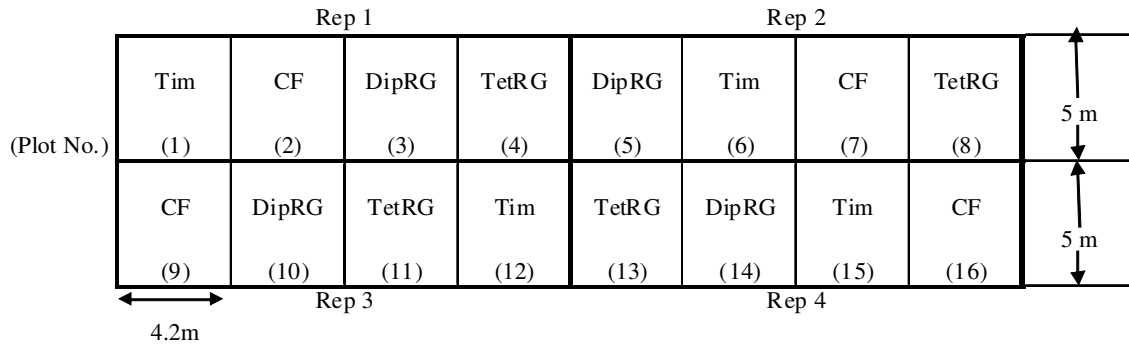 Rep 1 Rep 2
Tim CF DipRG TetRG DipRG Tim CF TetRG
5 m
(Plot No.) (1) (2) (3) (4) (5) (6) (7) (8)
CF DipRG TetRG Tim TetRG DipRG Tim CF
5 m
(9) (10) (11) (12) (13) (14) (15) (16)
Rep 3 Rep 4
4.2m